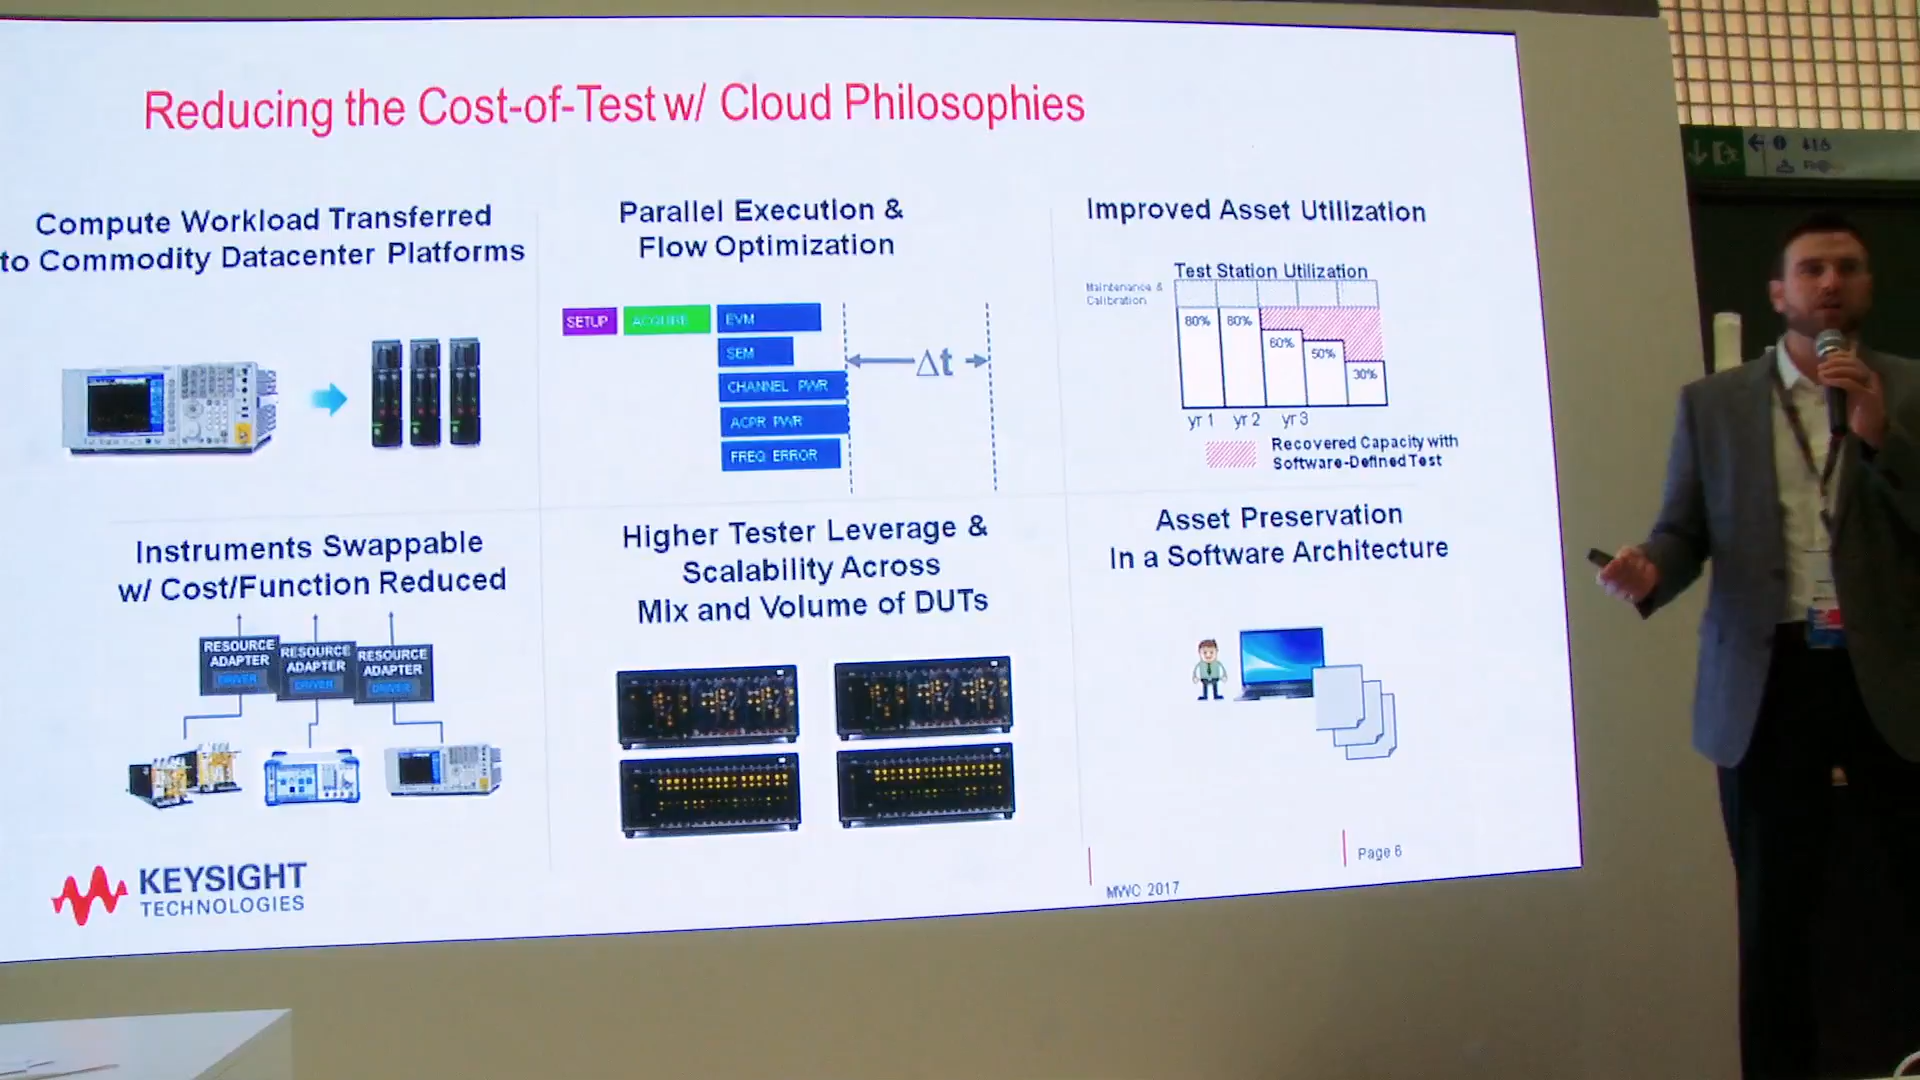 Reducing the Cost-of-Test w/ Cloud Philosophies
Compute Workload Transferred
to Commodity Datacenter Platforms
Parallel Execution &
Flow Optimization
SETUP
ACQUIRE
EVM
SEM
CHANNEL PWR
ACPR PWR
FREQ ERROR
Δt
Improved Asset Utilization
Test Station Utilization
Maintenance &
Calibration
80%
80%
60%
50%
30%
yr 1
yr 2
yr 3
Recovered Capacity with
Software-Defined Test
Instruments Swappable
w/ Cost/Function Reduced
RESOURCE
ADAPTER
DRIVER
RESOURCE
ADAPTER
DRIVER
RESOURCE
ADAPTER
DRIVER
Higher Tester Leverage &
Scalability Across
Mix and Volume of DUTs
Asset Preservation
In a Software Architecture
KEYSIGHT
TECHNOLOGIES
MWC 2017
Page 6